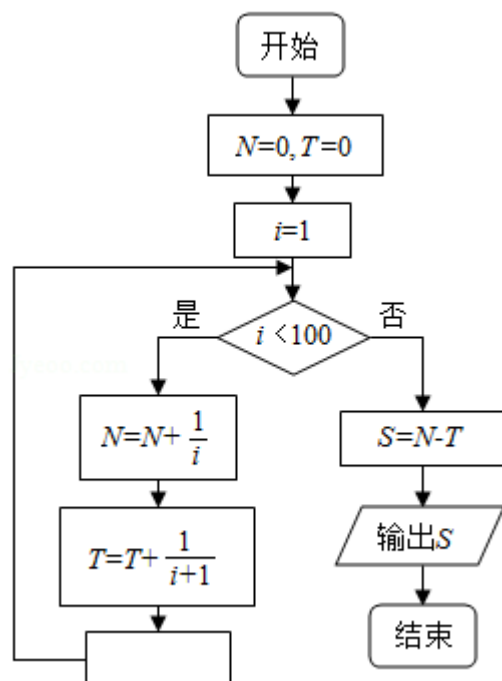 开始
N=0, T=0
i=1
i<100
是
否
N=N+ 1/i
S=N-T
T=T+ 1/(i+1)
输出S
结束